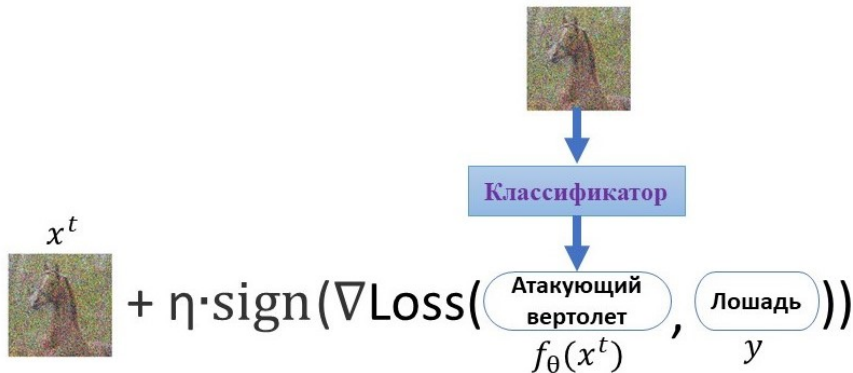 Классификатор
x^t
+ η·sign(∇Loss(Атакующий вертолет, Лошадь))
f_θ(x^t) y